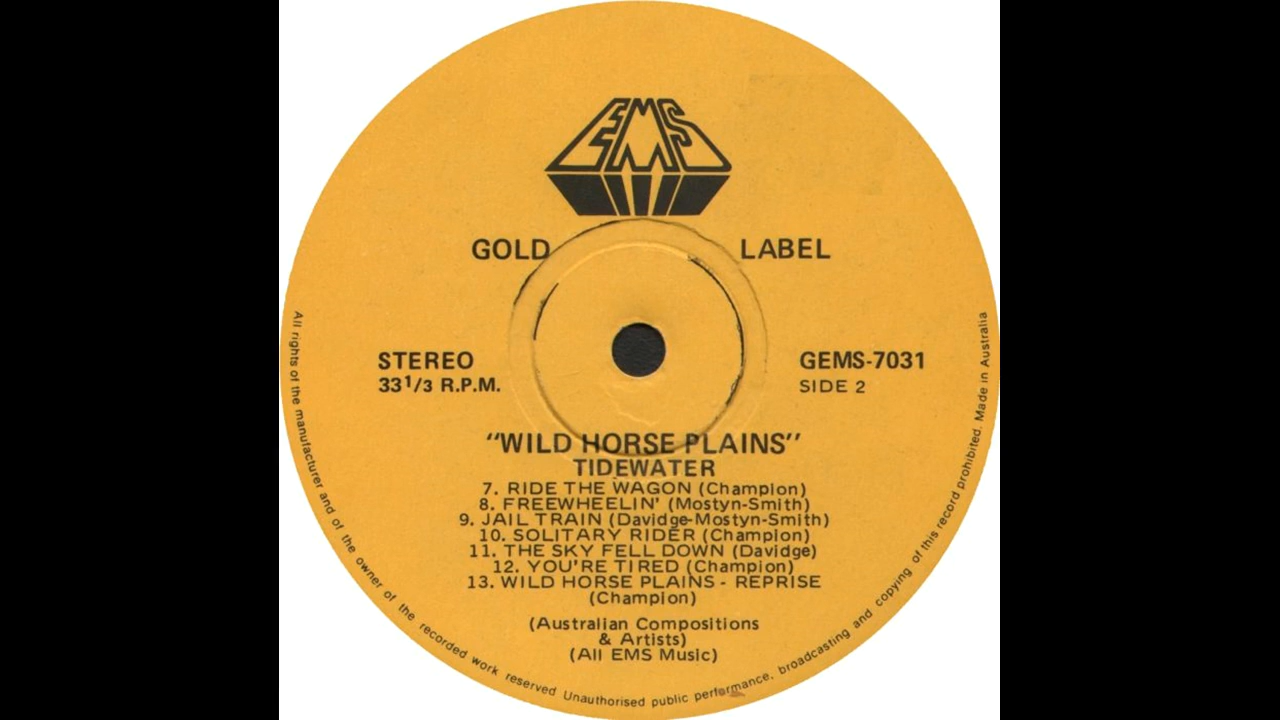 EMS
GOLD LABEL
STEREO
33 1/3 R.P.M.
GEMS-7031
SIDE 2
"WILD HORSE PLAINS"
TIDEWATER
7. RIDE THE WAGON (Champion)
8. FREEWHEELIN' (Mostyn-Smith)
9. JAIL TRAIN (Davidge-Mostyn-Smith)
10. SOLITARY RIDER (Champion)
11. THE SKY FELL DOWN (Davidge)
12. YOU'RE TIRED (Champion)
13. WILD HORSE PLAINS - REPRISE
(Champion)
(Australian Compositions
& Artists)
(All EMS Music)
All rights of the manufacturer and of the owner of the recorded work reserved Unauthorised public performance, broadcasting and copying of this record prohibited. Made in Australia